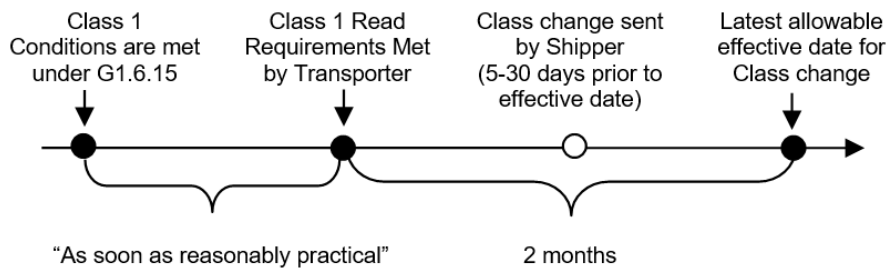 Class 1
Conditions are met
under G1.6.15
Class 1 Read
Requirements Met
by Transporter
Class change sent
by Shipper
(5-30 days prior to
effective date)
Latest allowable
effective date for
Class change
“As soon as reasonably practical”
2 months